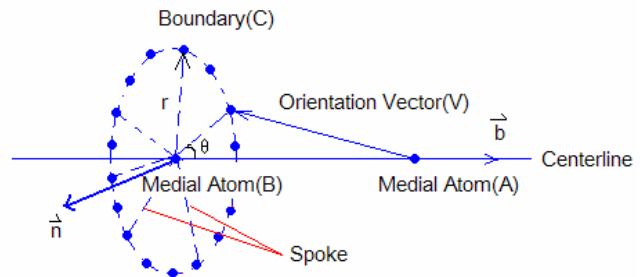 Boundary(C)
r
Orientation Vector(V)
θ
b
Centerline
Medial Atom(B)
Medial Atom(A)
n
Spoke